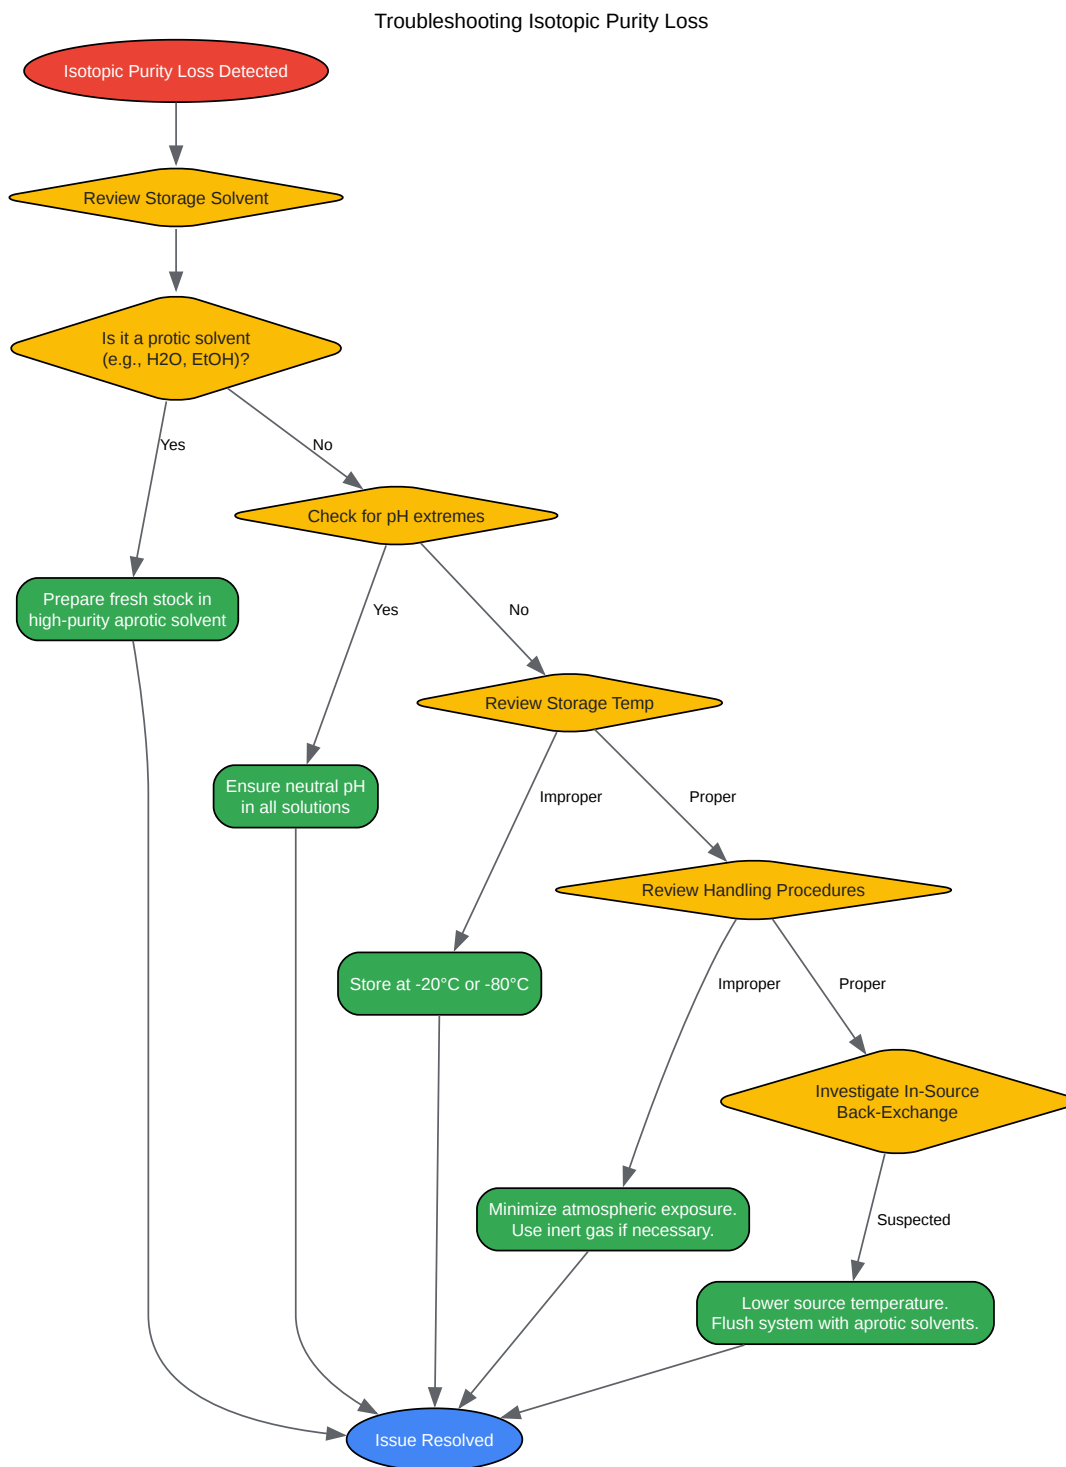 Troubleshooting Isotopic Purity Loss
Isotopic Purity Loss Detected
Review Storage Solvent
Is it a protic solvent
(e.g., H2O, EtOH)?
Yes
No
Check for pH extremes
Prepare fresh stock in
high-purity aprotic solvent
Yes
No
Review Storage Temp
Ensure neutral pH
in all solutions
Improper
Proper
Review Handling Procedures
Store at -20°C or -80°C
Improper
Proper
Investigate In-Source
Back-Exchange
Minimize atmospheric exposure.
Use inert gas if necessary.
Suspected
Lower source temperature.
Flush system with aprotic solvents.
Issue Resolved